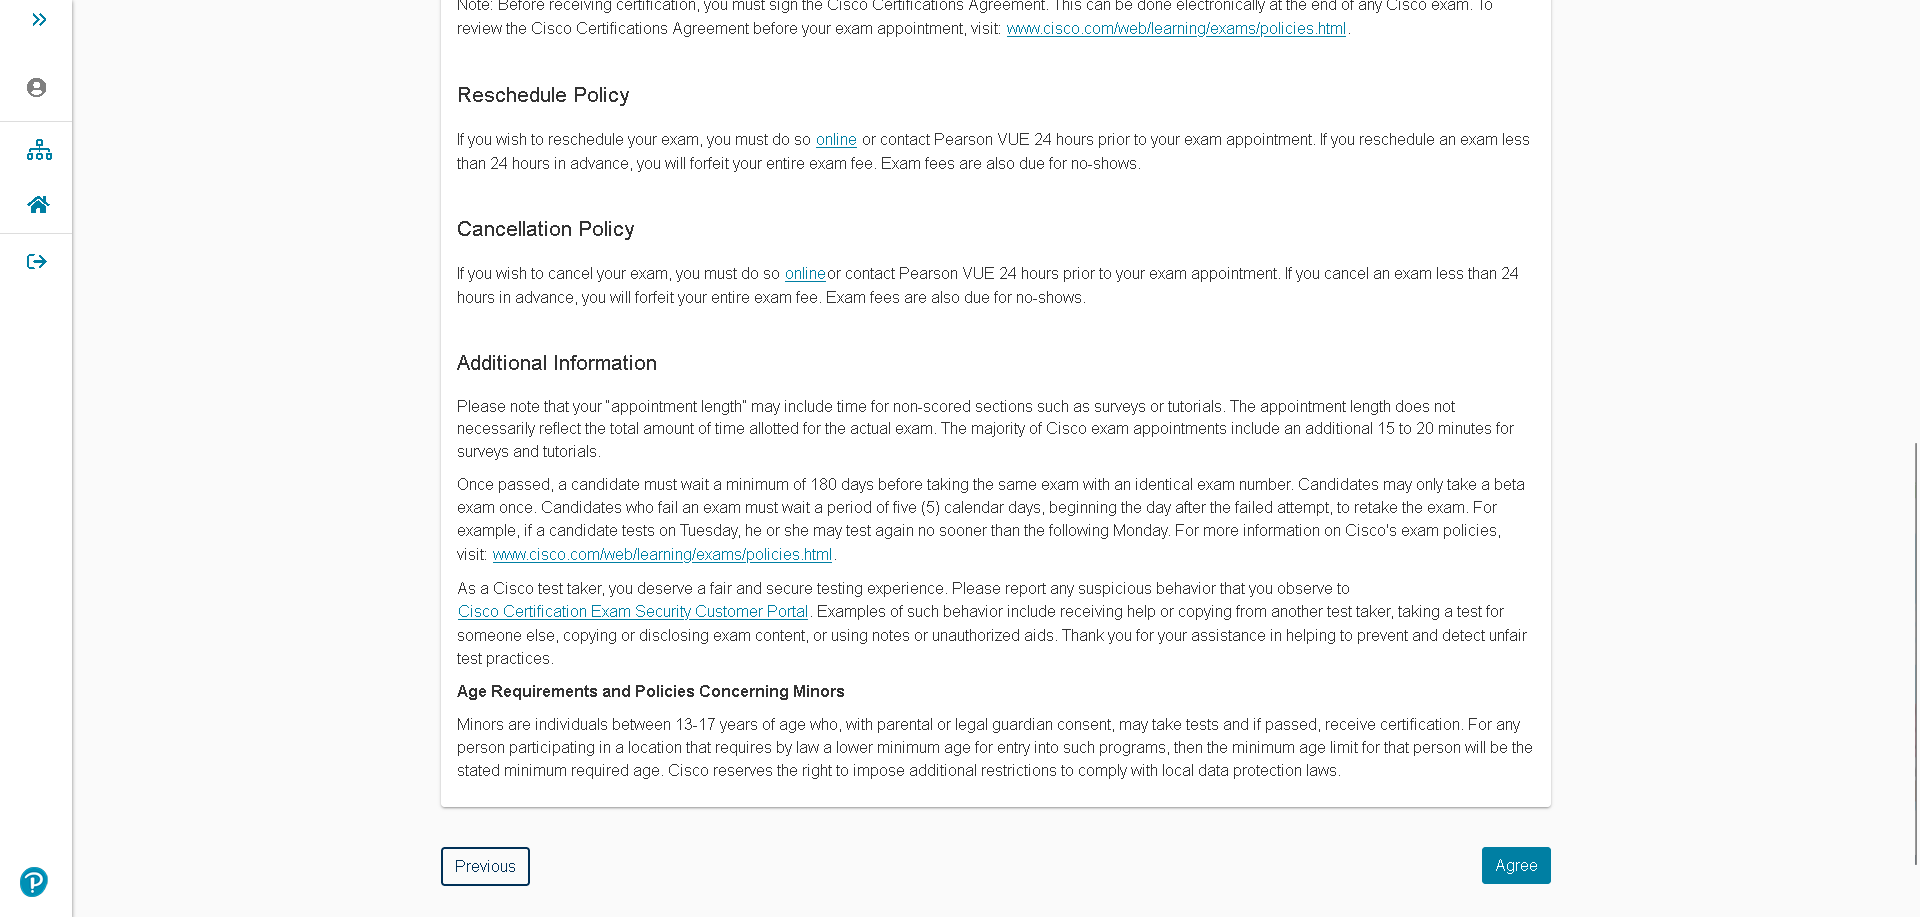 Note: Before receiving certification, you must sign the Cisco Certifications Agreement. This can be done electronically at the end of any Cisco exam. To
review the Cisco Certifications Agreement before your exam appointment, visit: www.cisco.com/web/learning/exams/policies.html.
Reschedule Policy
If you wish to reschedule your exam, you must do so online or contact Pearson VUE 24 hours prior to your exam appointment. If you reschedule an exam less
than 24 hours in advance, you will forfeit your entire exam fee. Exam fees are also due for no-shows.
Cancellation Policy
If you wish to cancel your exam, you must do so onlineor contact Pearson VUE 24 hours prior to your exam appointment. If you cancel an exam less than 24
hours in advance, you will forfeit your entire exam fee. Exam fees are also due for no-shows.
Additional Information
Please note that your “appointment length” may include time for non-scored sections such as surveys or tutorials. The appointment length does not
necessarily reflect the total amount of time allotted for the actual exam. The majority of Cisco exam appointments include an additional 15 to 20 minutes for
surveys and tutorials.
Once passed, a candidate must wait a minimum of 180 days before taking the same exam with an identical exam number. Candidates may only take a beta
exam once. Candidates who fail an exam must wait a period of five (5) calendar days, beginning the day after the failed attempt, to retake the exam. For
example, if a candidate tests on Tuesday, he or she may test again no sooner than the following Monday. For more information on Cisco's exam policies,
visit: www.cisco.com/web/learning/exams/policies.html.
As a Cisco test taker, you deserve a fair and secure testing experience. Please report any suspicious behavior that you observe to
Cisco Certification Exam Security Customer Portal. Examples of such behavior include receiving help or copying from another test taker, taking a test for
someone else, copying or disclosing exam content, or using notes or unauthorized aids. Thank you for your assistance in helping to prevent and detect unfair
test practices.
Age Requirements and Policies Concerning Minors
Minors are individuals between 13-17 years of age who, with parental or legal guardian consent, may take tests and if passed, receive certification. For any
person participating in a location that requires by law a lower minimum age for entry into such programs, then the minimum age limit for that person will be the
stated minimum required age. Cisco reserves the right to impose additional restrictions to comply with local data protection laws.
Previous
Agree